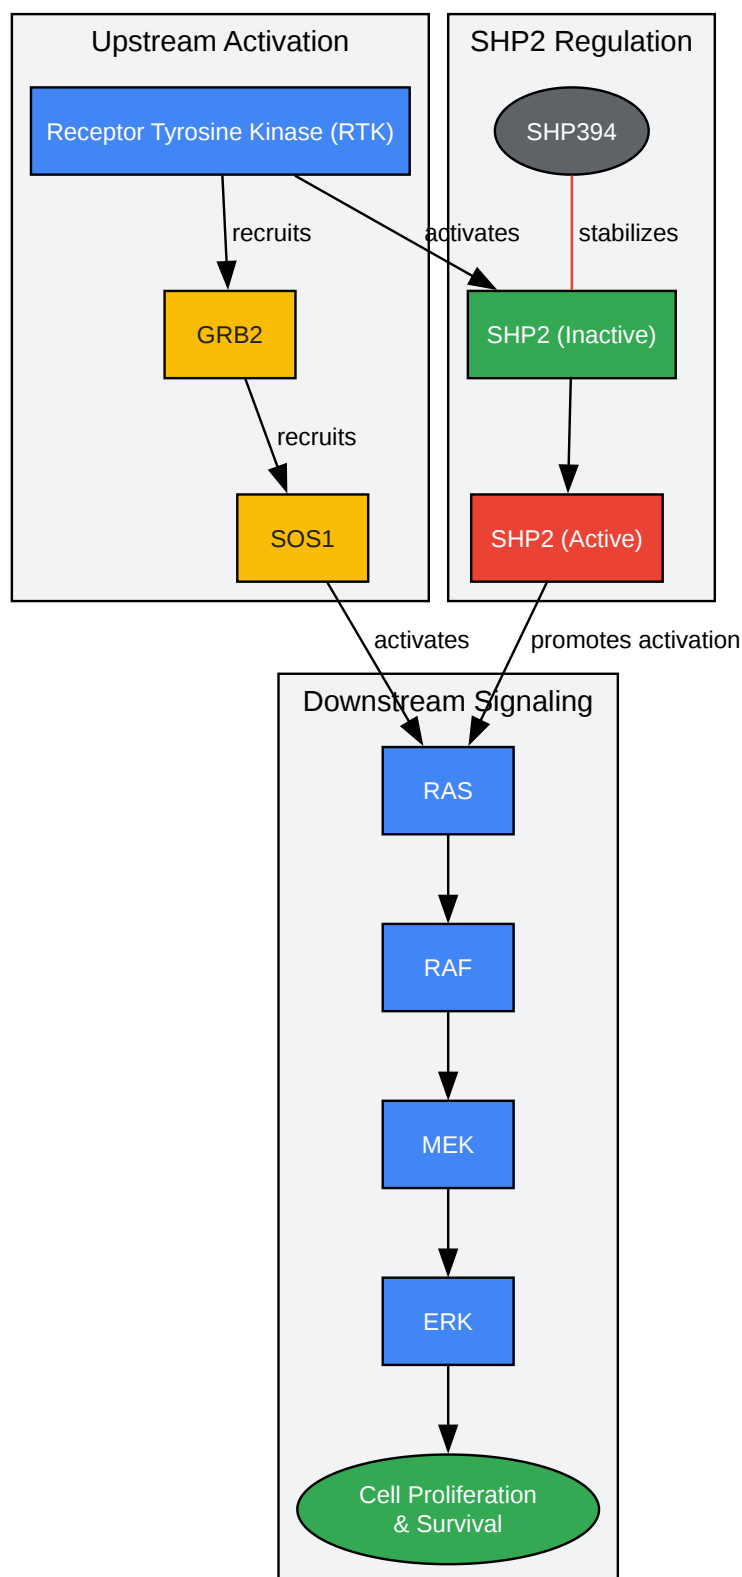 Upstream Activation
SHP2 Regulation
Receptor Tyrosine Kinase (RTK)
SHP394
recruits
activates
stabilizes
GRB2
SHP2 (Inactive)
recruits
SOS1
SHP2 (Active)
activates
promotes activation
Downstream Signaling
RAS
RAF
MEK
ERK
Cell Proliferation
& Survival